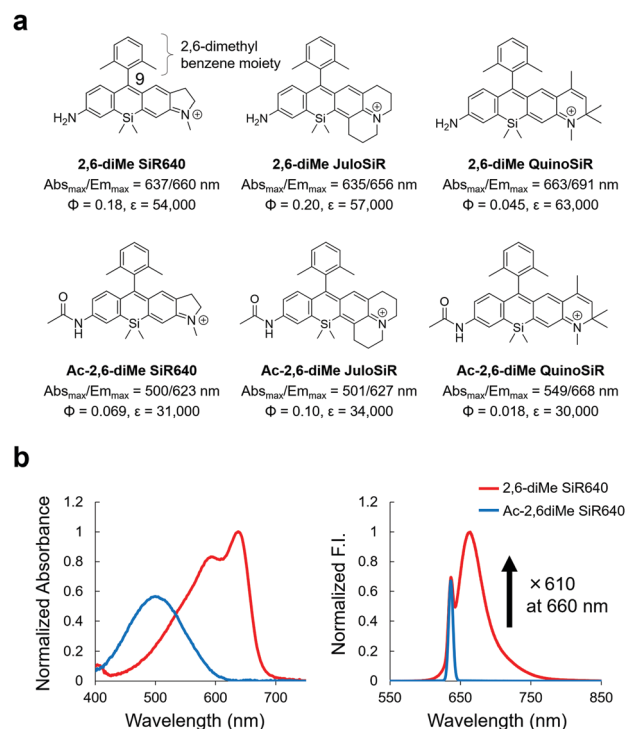 a
9
2,6-dimethyl
benzene moiety
H₂N
Si
N
⊕
H₂N
Si
N
⊕
H₂N
Si
N
⊕
2,6-diMe SiR640
Absmax/Emmax = 637/660 nm
Φ = 0.18, ε = 54,000
2,6-diMe JuloSiR
Absmax/Emmax = 635/656 nm
Φ = 0.20, ε = 57,000
2,6-diMe QuinoSiR
Absmax/Emmax = 663/691 nm
Φ = 0.045, ε = 63,000
O
N
H
Si
N
⊕
O
N
H
Si
N
⊕
O
N
H
Si
N
⊕
Ac-2,6-diMe SiR640
Absmax/Emmax = 500/623 nm
Φ = 0.069, ε = 31,000
Ac-2,6-diMe JuloSiR
Absmax/Emmax = 501/627 nm
Φ = 0.10, ε = 34,000
Ac-2,6-diMe QuinoSiR
Absmax/Emmax = 549/668 nm
Φ = 0.018, ε = 30,000
b
Normalized Absorbance
1.2
1
0.8
0.6
0.4
0.2
0
400 500 600 700
Wavelength (nm)
Normalized F.I.
1.2
1
0.8
0.6
0.4
0.2
0
550 650 750 850
Wavelength (nm)
2,6-diMe SiR640
Ac-2,6diMe SiR640
×610
at 660 nm